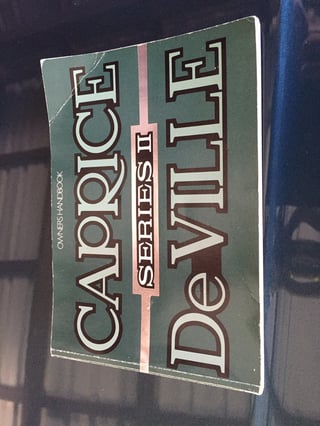 OWNERS HANDBOOK
CAPRICE
SERIES II
De VILLE